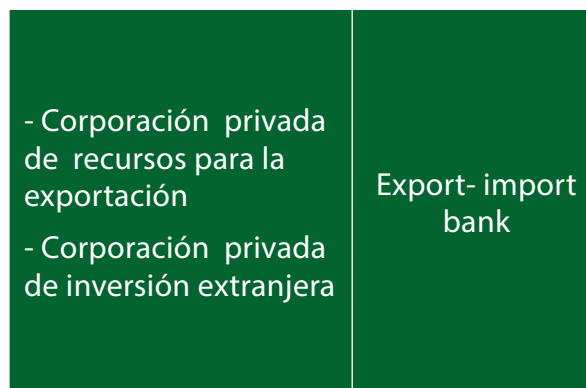 - Corporación privada
de recursos para la
exportación
- Corporación privada
de inversión extranjera
Export- import
bank